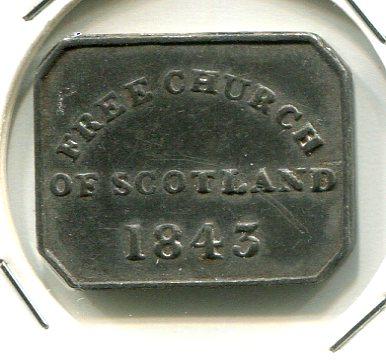 FREE CHURCH
OF SCOTLAND
1843